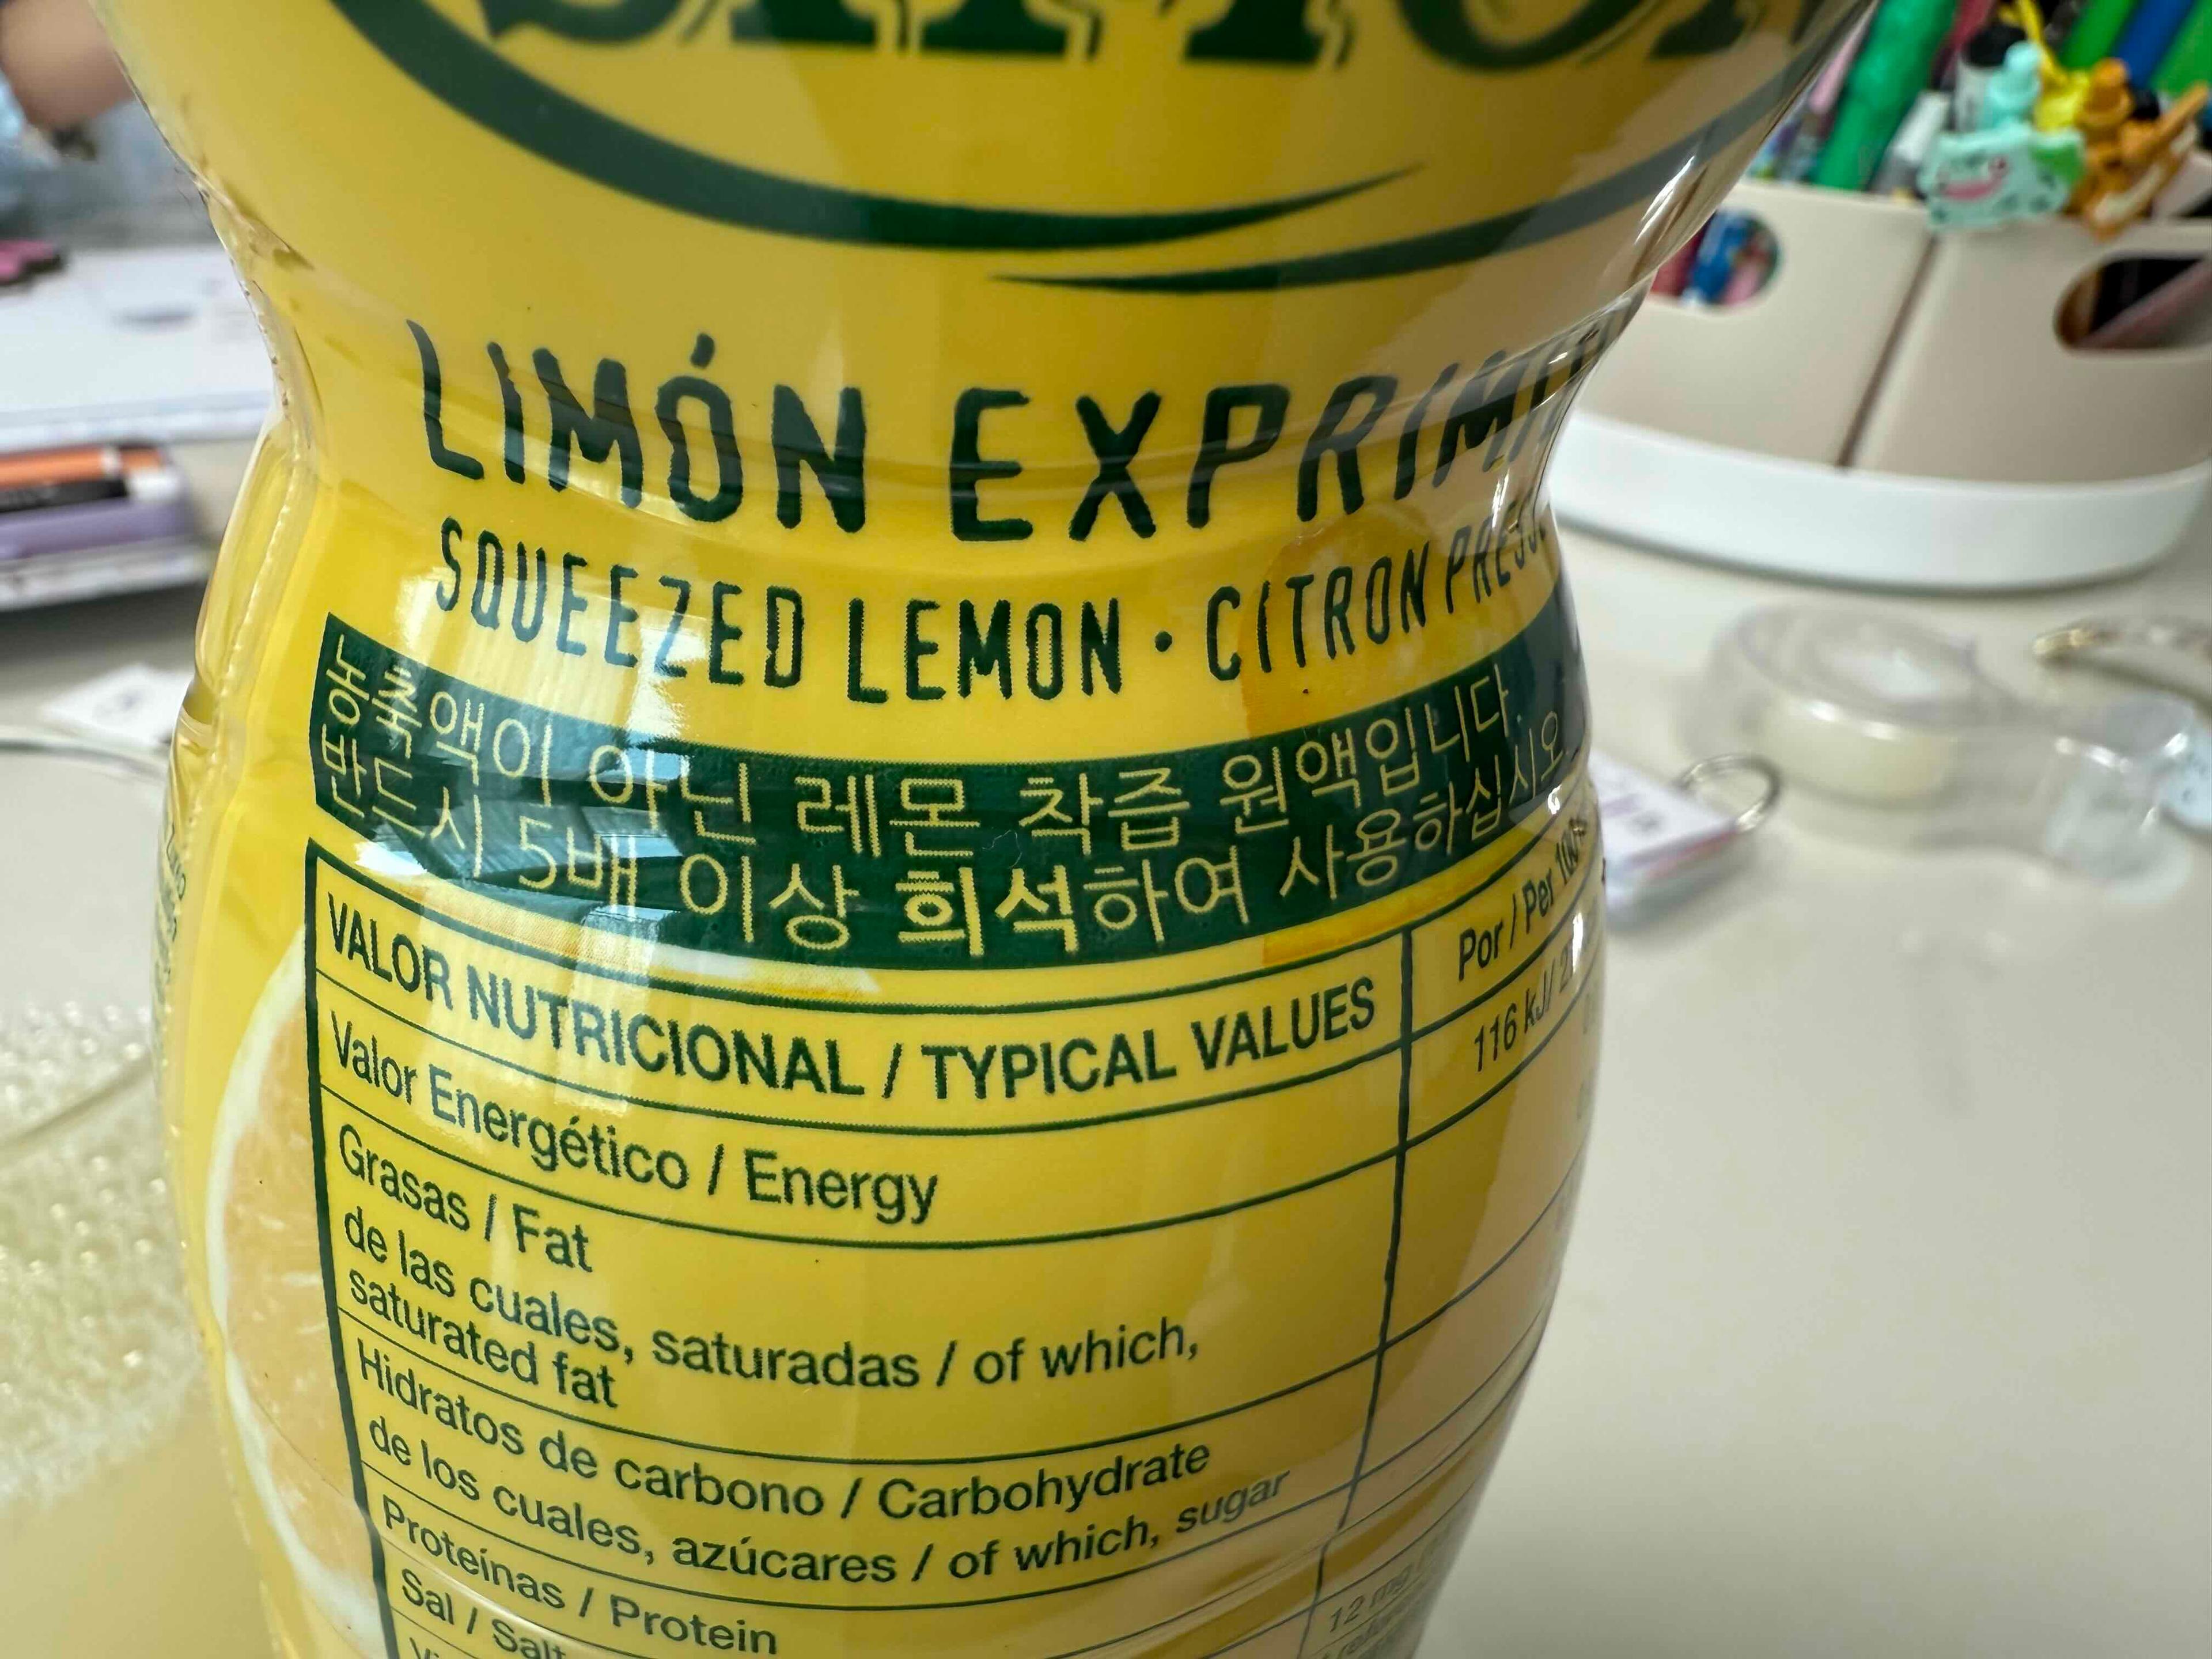 LIMÓN
SQUEEZED LEMON • CITRON
농축액이 아닌 레몬 착즙 원액입니다.
반드시 5배 이상 희석하여 사용하십시오.
VALOR NUTRICIONAL / TYPICAL VALUES
Por / Per
Valor Energético / Energy
116 kJ/
Grasas / Fat
de las cuales, saturadas / of which,
saturated fat
Hidratos de carbono / Carbohydrate
de los cuales, azúcares / of which, sugar
Proteínas / Protein
Sal / Salt
12 mg